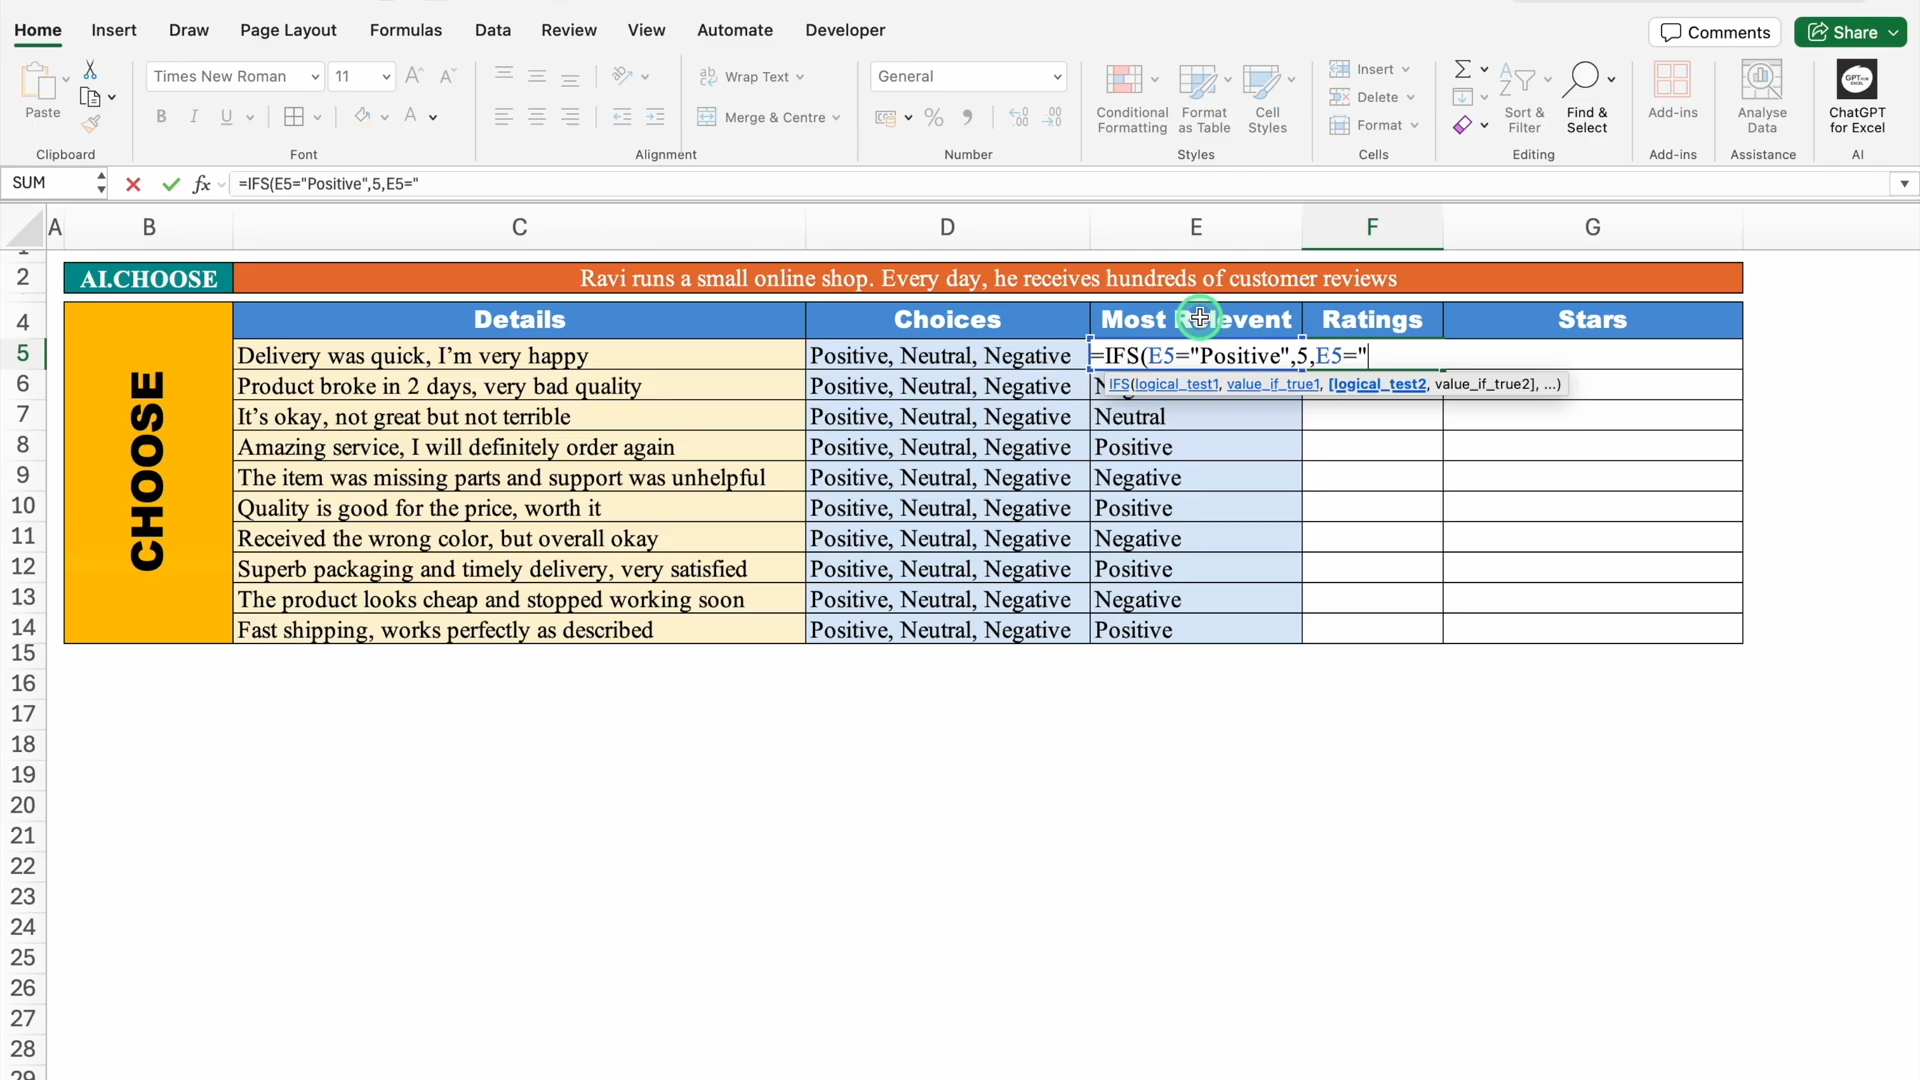 Home Insert Draw Page Layout Formulas Data Review View Automate Developer Comments Share
Times New Roman 11 Wrap Text General Insert
Paste Merge & Centre Conditional Formatting Format as Table Cell Styles Delete Sort & Filter Find & Select Add-ins Analyse Data ChatGPT for Excel
B I U A % Format
Clipboard Font Alignment Number Styles Cells Editing Add-ins Assistance AI
SUM fx =IFS(E5="Positive",5,E5="
A B C D E F G
1
2 AI.CHOOSE Ravi runs a small online shop. Every day, he receives hundreds of customer reviews
4 Details Choices Most Relevent Ratings Stars
CHOOSE
5 Delivery was quick, I'm very happy Positive, Neutral, Negative =IFS(E5="Positive",5,E5="
6 Product broke in 2 days, very bad quality Positive, Neutral, Negative IFS(logical_test1, value_if_true1, [logical_test2, value_if_true2], ...)
7 It's okay, not great but not terrible Positive, Neutral, Negative Neutral
8 Amazing service, I will definitely order again Positive, Neutral, Negative Positive
9 The item was missing parts and support was unhelpful Positive, Neutral, Negative Negative
10 Quality is good for the price, worth it Positive, Neutral, Negative Positive
11 Received the wrong color, but overall okay Positive, Neutral, Negative Negative
12 Superb packaging and timely delivery, very satisfied Positive, Neutral, Negative Positive
13 The product looks cheap and stopped working soon Positive, Neutral, Negative Negative
14 Fast shipping, works perfectly as described Positive, Neutral, Negative Positive
15
16
17
18
19
20
21
22
23
24
25
26
27
28
29